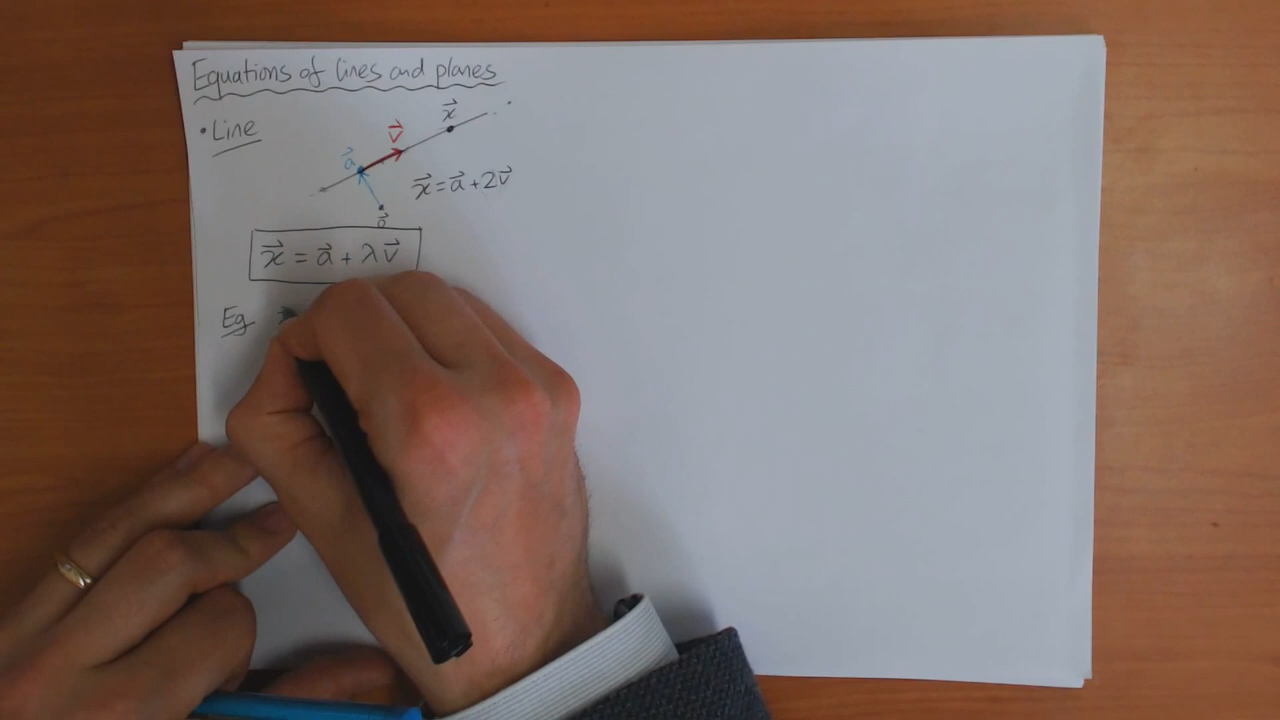 Equations of lines and planes
• Line
x⃗
v⃗
a⃗
x⃗ = a⃗ + 2v⃗
0⃗
x⃗ = a⃗ + λv⃗
Eg